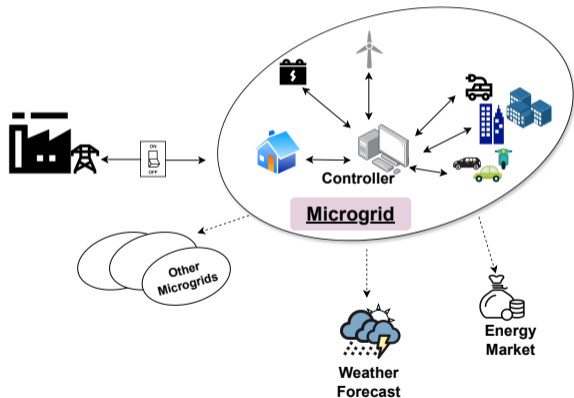 ON
OFF
Controller
Microgrid
Other
Microgrids
Energy
Market
Weather
Forecast